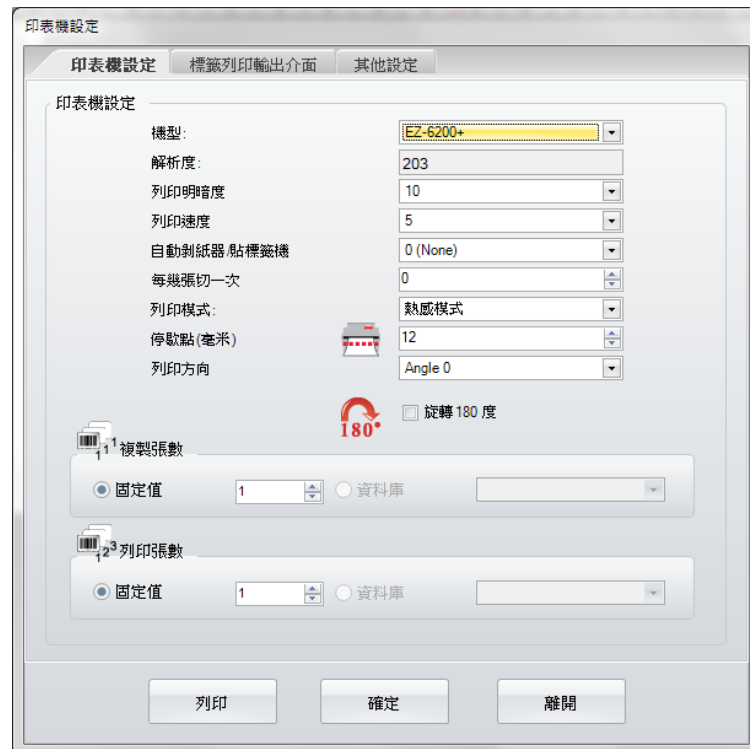 印表機設定
印表機設定 標籤列印輸出介面 其他設定
印表機設定
機型: EZ-6200+
解析度: 203
列印明暗度 10
列印速度 5
自動剝紙器/貼標籤機 0 (None)
每幾張切一次 0
列印模式: 熱感模式
停歇點(毫米) 12
列印方向 Angle 0
180° 旋轉 180 度
1 1 複製張數
固定值 1 資料庫
1 2 3 列印張數
固定值 1 資料庫
列印 確定 離開